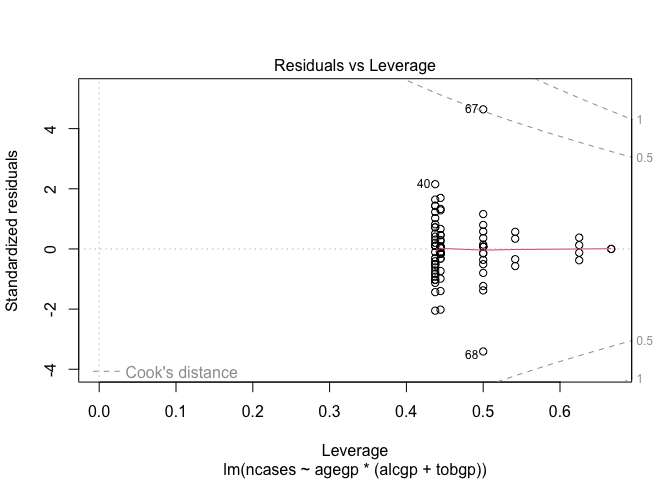 Residuals vs Leverage
Standardized residuals
4
2
0
-2
-4
67
40
68
1
0.5
0.5
1
Cook's distance
0.0 0.1 0.2 0.3 0.4 0.5 0.6
Leverage
lm(ncases ~ agegp * (alcgp + tobgp))